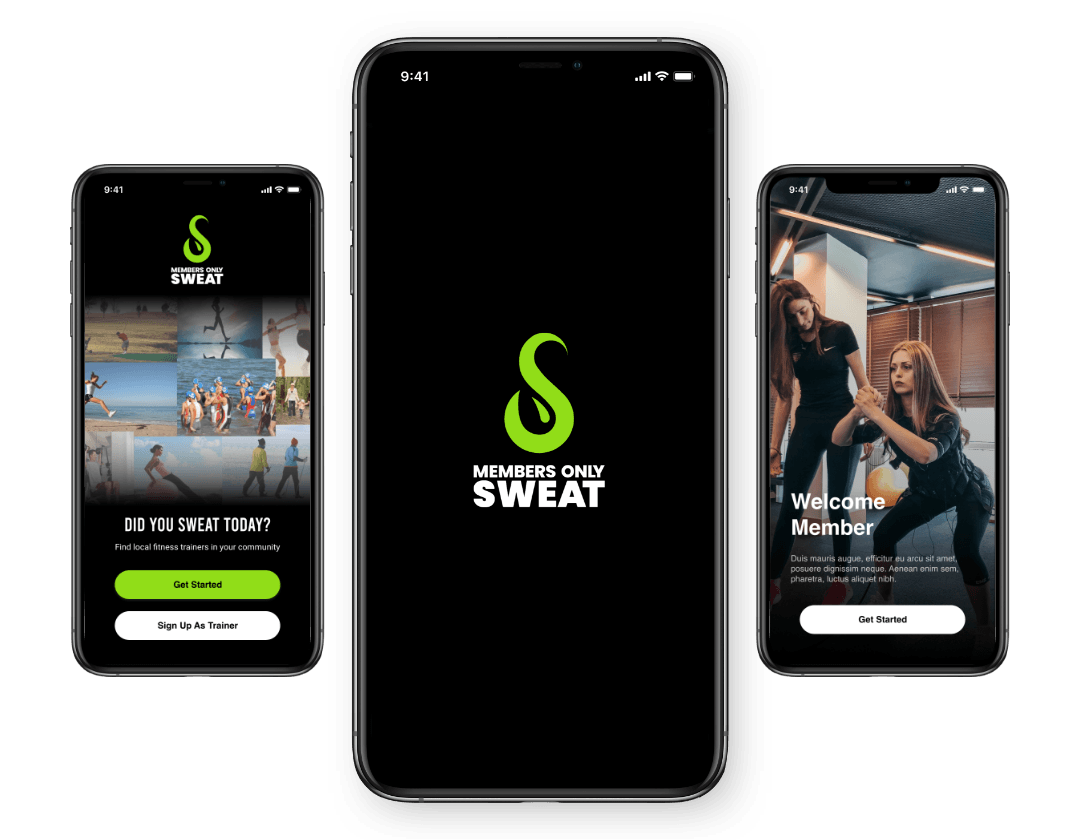 9:41
MEMBERS ONLY
SWEAT
DID YOU SWEAT TODAY?
Find local fitness trainers in your community
Get Started
Sign Up As Trainer
9:41
MEMBERS ONLY
SWEAT
9:41
Welcome
Member
Duis mauris augue, efficitur eu arcu sit amet,
posuere dignissim neque. Aenean enim sem,
pharetra, luctus aliquet nibh.
Get Started